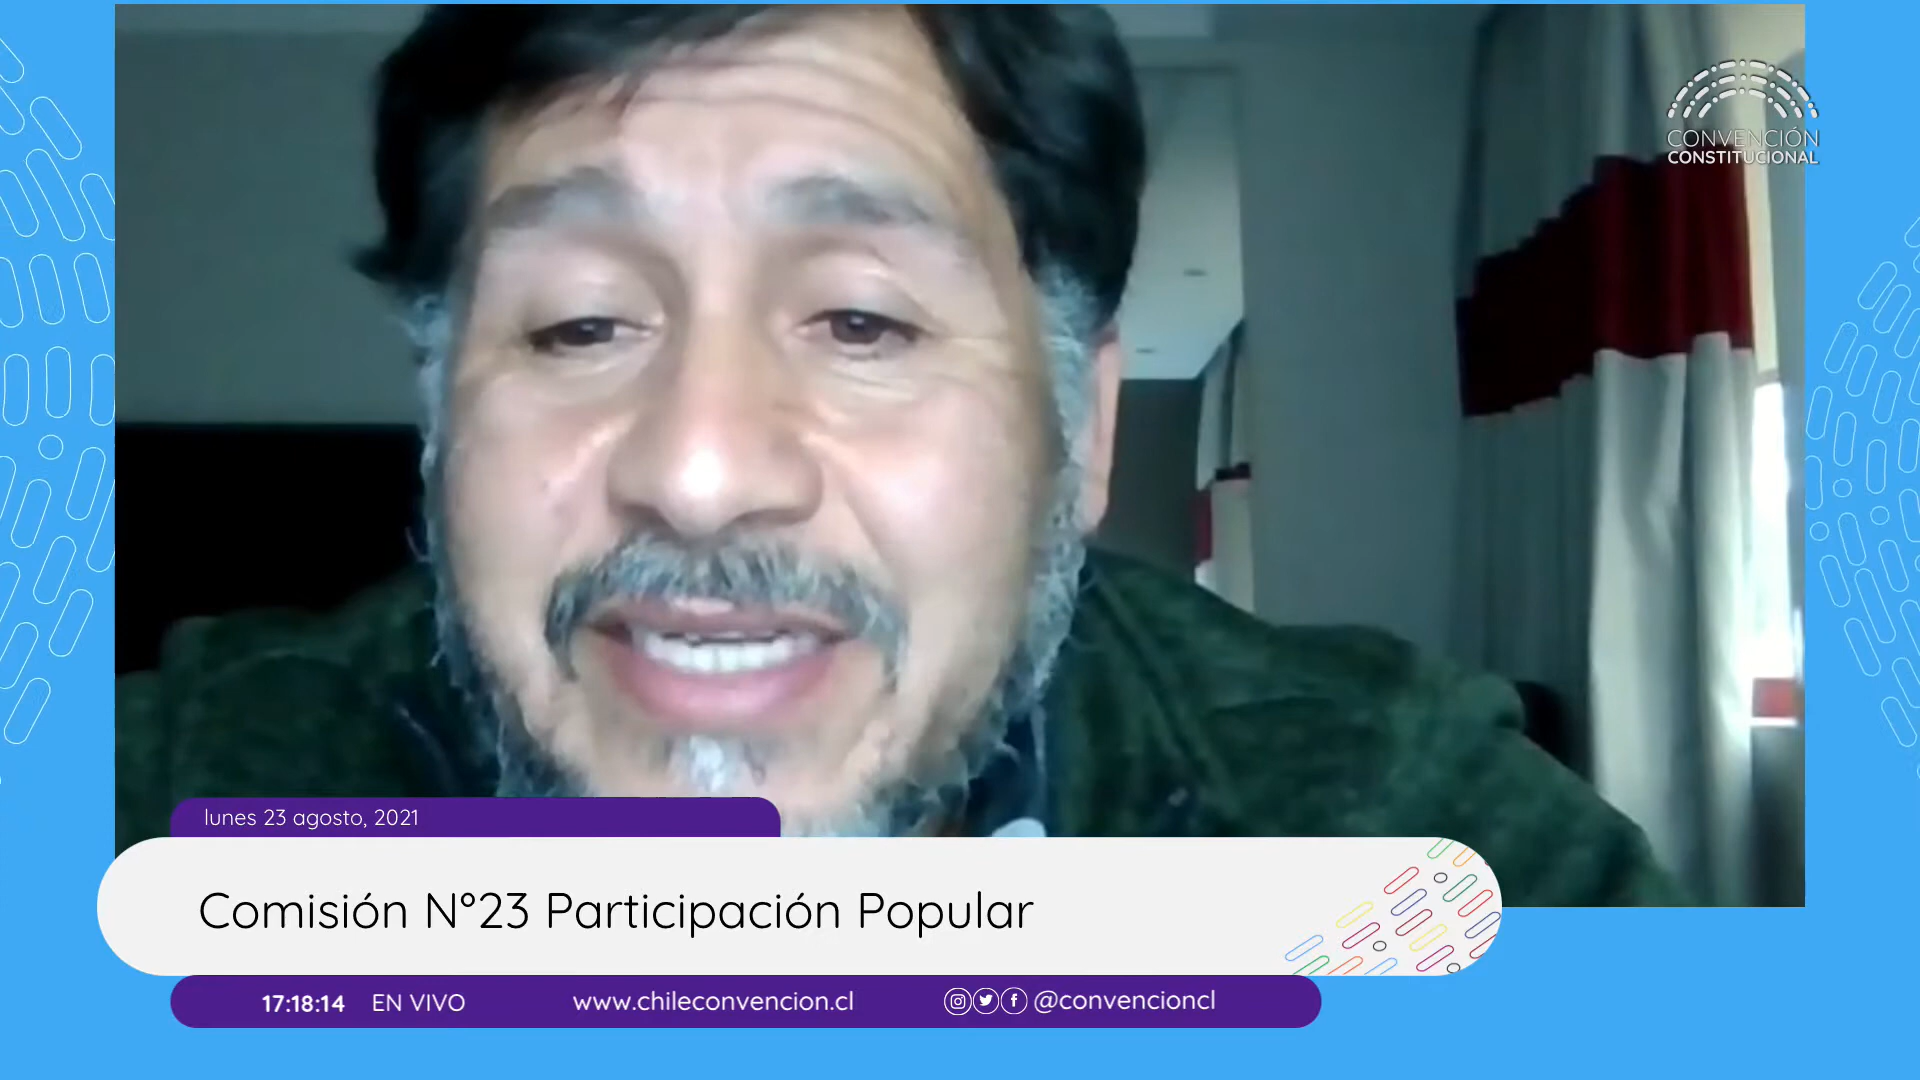 CONVENCIÓN
CONSTITUCIONAL
lunes 23 agosto, 2021
Comisión N°23 Participación Popular
17:18:14 EN VIVO www.chileconvencion.cl @convencioncl